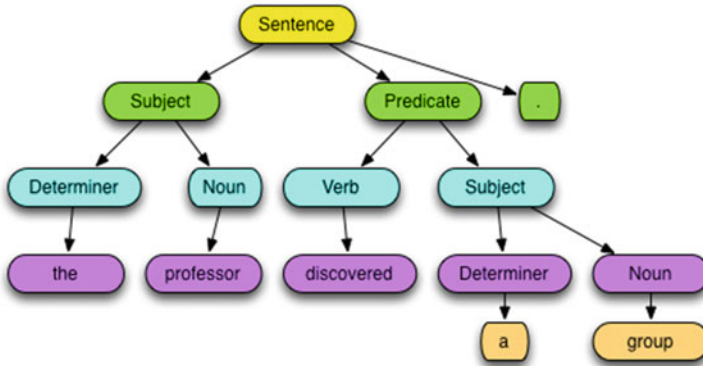 Sentence
Subject Predicate .
Determiner Noun Verb Subject
the professor discovered Determiner Noun
a group